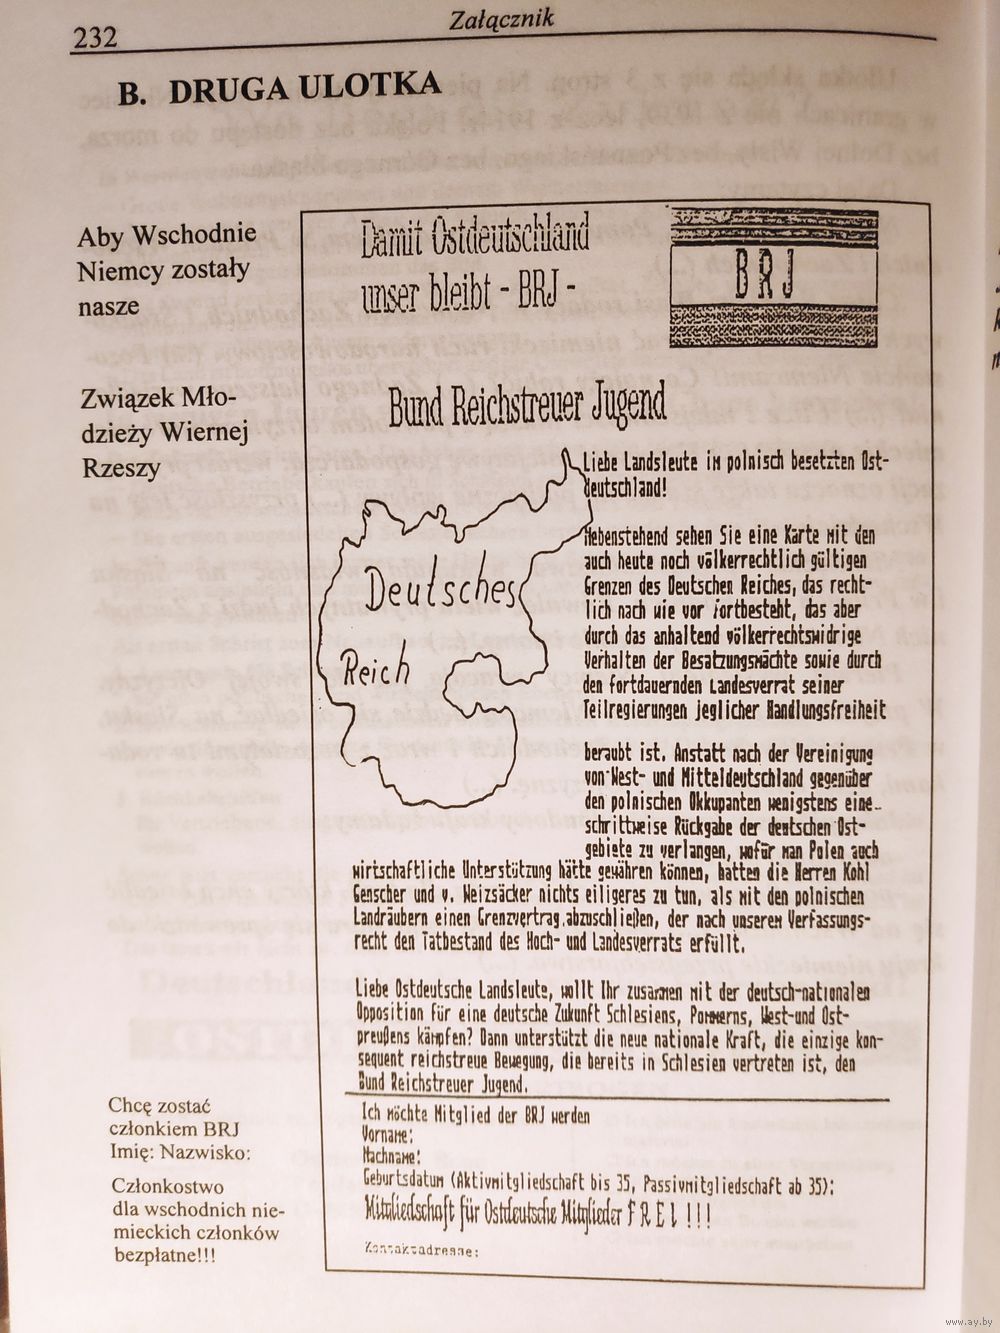 232
Załącznik
B. DRUGA ULOTKA
Aby Wschodnie
Niemcy zostały
nasze
Damit Ostdeutschland
unser bleibt - BRJ -
BRJ
Związek Mło-
dzieży Wiernej
Rzeszy
Bund Reichstreuer Jugend
Deutsches
Reich
Liebe Landsleute in polnisch besetzten Ost-
deutschland!
Nebenstehend sehen Sie eine Karte mit den
auch heute noch völkerrechtlich gültigen
Grenzen des Deutschen Reiches, das recht-
lich nach wie vor fortbesteht, das aber
durch das anhaltend völkerrechtswidrige
Verhalten der Besatzungsmächte sowie durch
den fortdauernden Landesverrat seiner
Teilregierungen jeglicher Handlungsfreiheit
beraubt ist. Anstatt nach der Vereinigung
von West- und Mitteldeutschland gegenüber
den polnischen Okkupanten wenigstens eine
schrittweise Rückgabe der deutschen Ost-
gebiete zu verlangen, wofür man Polen auch
wirtschaftliche Unterstützung hätte gewähren können, hatten die Herren Kohl
Genscher und v. Weizsäcker nichts eiligeres zu tun, als mit den polnischen
Landräubern einen Grenzvertrag abzuschließen, der nach unserem Verfassungs-
recht den Tatbestand des Hoch- und Landesverrats erfüllt.
Liebe Ostdeutsche Landsleute, wollt Ihr zusammen mit der deutsch-nationalen
Opposition für eine deutsche Zukunft Schlesiens, Pommerns, West-und Ost-
preußens kämpfen? Dann unterstützt die neue nationale Kraft, die einzige kon-
sequent reichstreue Bewegung, die bereits in Schlesien vertreten ist, den
Bund Reichstreuer Jugend.
Chcę zostać
członkiem BRJ
Imię: Nazwisko:
Ich möchte Mitglied der BRJ werden
Vorname:
Nachname:
Geburtsdatum (Aktivmitgliedschaft bis 35, Passivmitgliedschaft ab 35):
Członkostwo
dla wschodnich nie-
mieckich członków
bezpłatne!!!
Mitgliedschaft für Ostdeutsche Mitglieder FREI !!!
Kontaktadresse:
www.ay.by